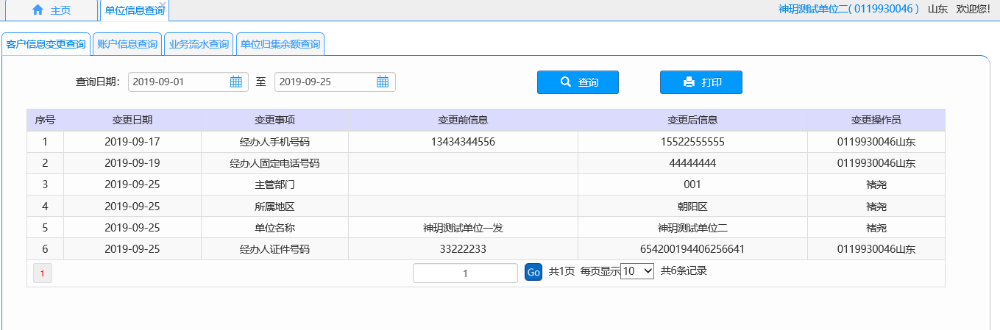 主页 单位信息查询 神玥测试单位二( 0119930046 ) 山东 欢迎您!
客户信息变更查询 账户信息查询 业务流水查询 单位归集余额查询
查询日期: 2019-09-01 至 2019-09-25 查询 打印
序号 变更日期 变更事项 变更前信息 变更后信息 变更操作员
1 2019-09-17 经办人手机号码 13434344556 15522555555 0119930046山东
2 2019-09-19 经办人固定电话号码 44444444 0119930046山东
3 2019-09-25 主管部门 001 褚尧
4 2019-09-25 所属地区 朝阳区 褚尧
5 2019-09-25 单位名称 神玥测试单位一发 神玥测试单位二 褚尧
6 2019-09-25 经办人证件号码 33222233 654200194406256641 0119930046山东
1 1 Go 共1页 每页显示 10 共6条记录